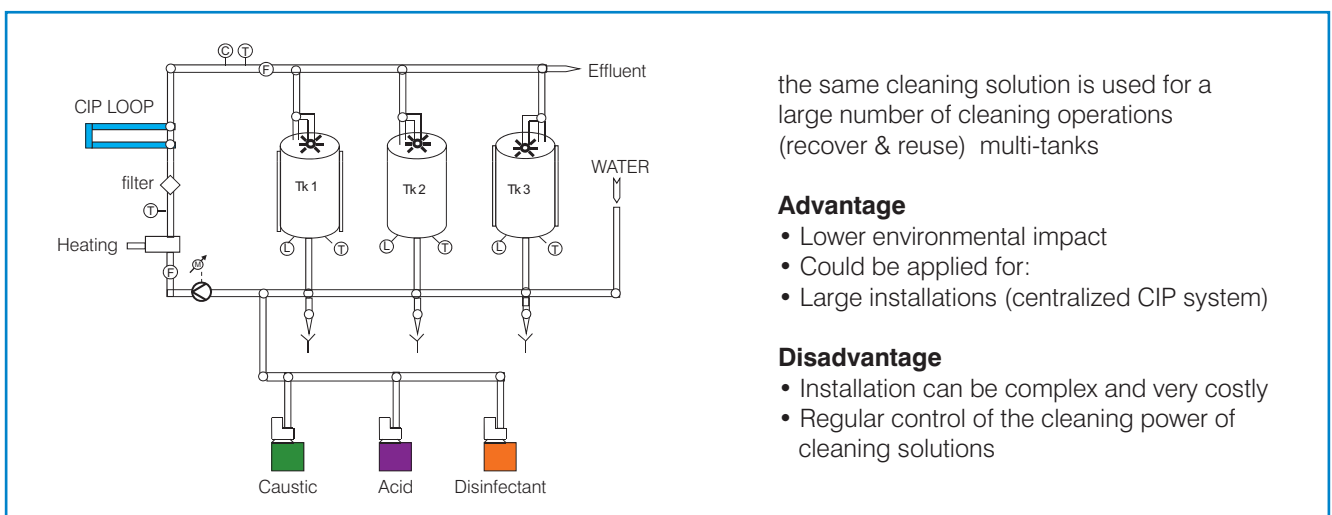 C T
F
Effluent
CIP LOOP
filter
T
Heating
F
M
Tk 1
Tk 2
Tk 3
WATER
L T
L T
L T
Caustic
Acid
Disinfectant
the same cleaning solution is used for a
large number of cleaning operations
(recover & reuse) multi-tanks
Advantage
• Lower environmental impact
• Could be applied for:
• Large installations (centralized CIP system)
Disadvantage
• Installation can be complex and very costly
• Regular control of the cleaning power of
cleaning solutions